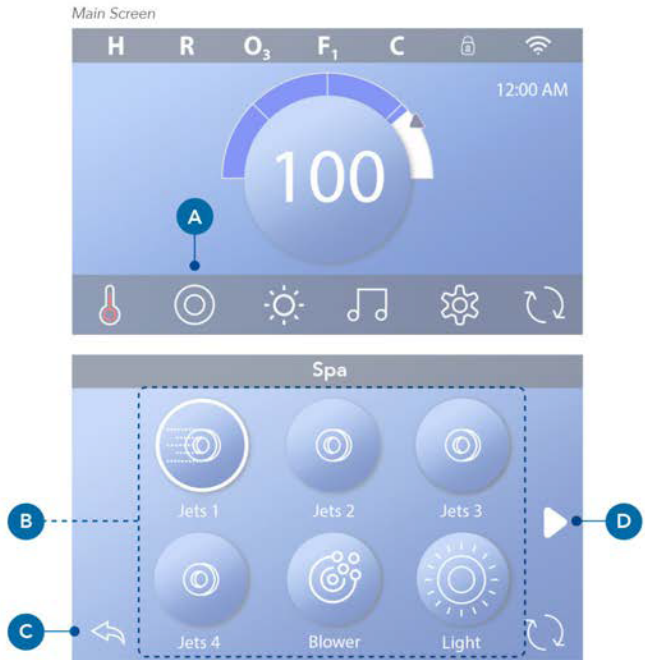 Main Screen
H R O₃ F₁ C
12:00 AM
100
A
Spa
Jets 1 Jets 2 Jets 3
B
D
Jets 4 Blower Light
C